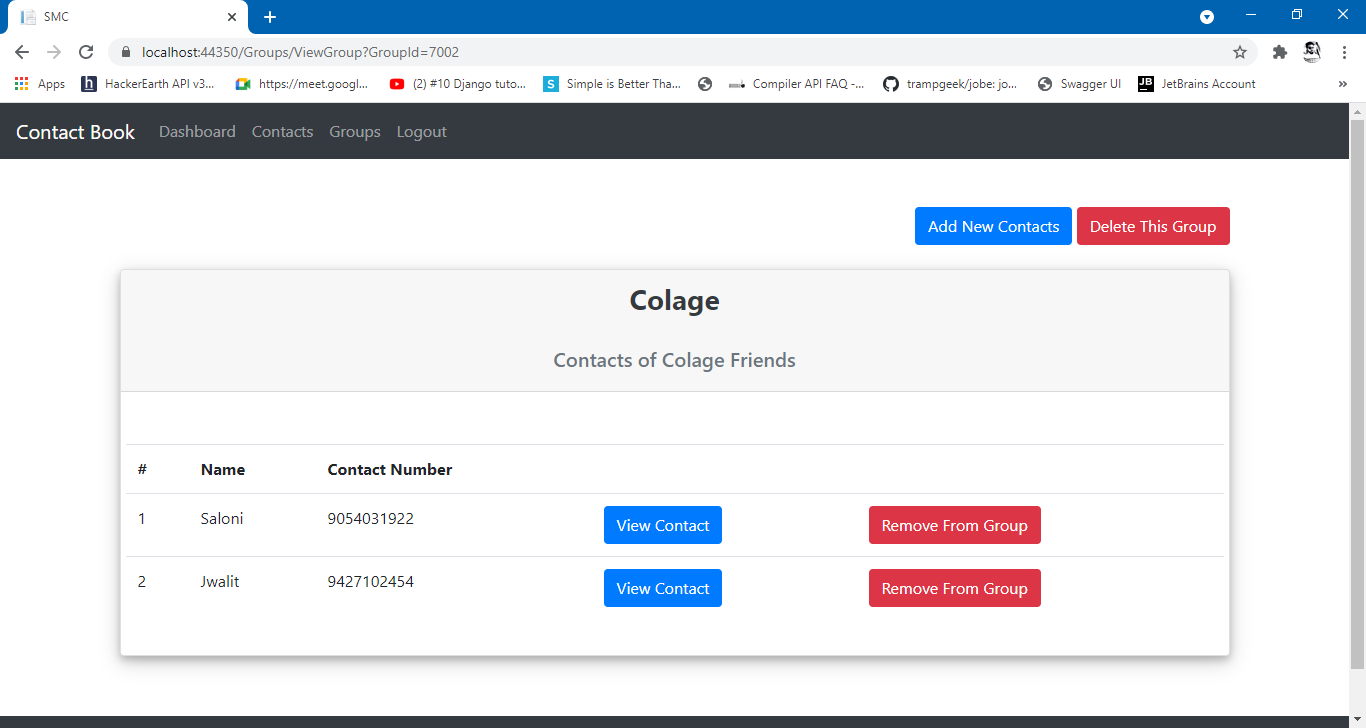 SMC
localhost:44350/Groups/ViewGroup?GroupId=7002
Apps HackerEarth API v3... https://meet.googl... (2) #10 Django tuto... Simple is Better Tha... Compiler API FAQ -... trampgeek/jobe: jo... Swagger UI JetBrains Account »
Contact Book Dashboard Contacts Groups Logout
Add New Contacts Delete This Group
Colage
Contacts of Colage Friends
# Name Contact Number
1 Saloni 9054031922 View Contact Remove From Group
2 Jwalit 9427102454 View Contact Remove From Group